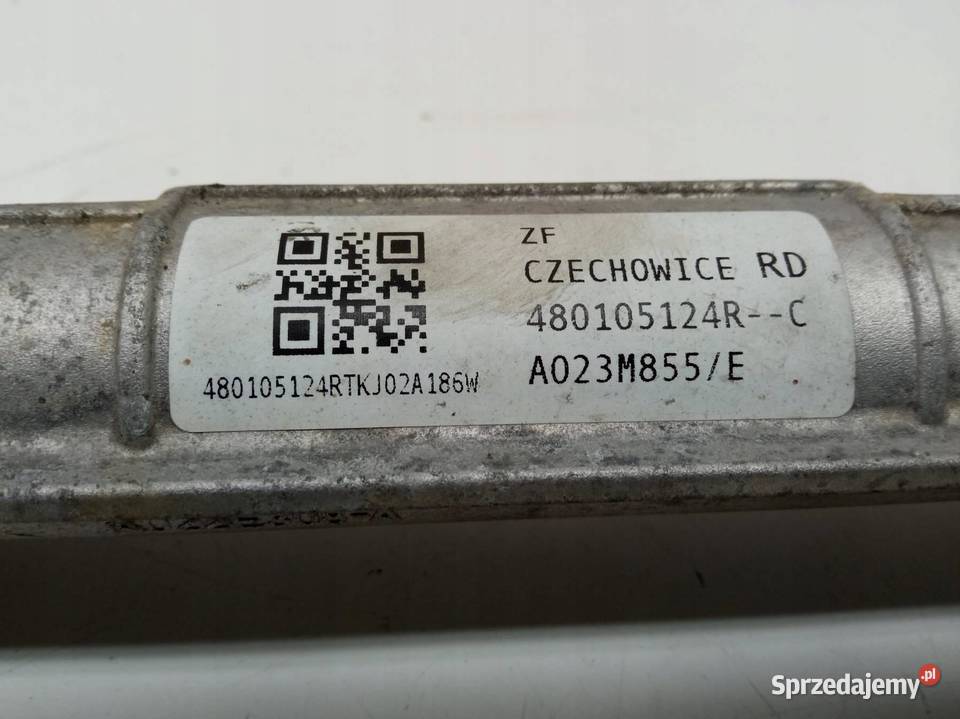 ZF
CZECHOWICE RD
480105124R--C
A023M855/E
480105124RTKJ02A186W
Sprzedajemy.pl